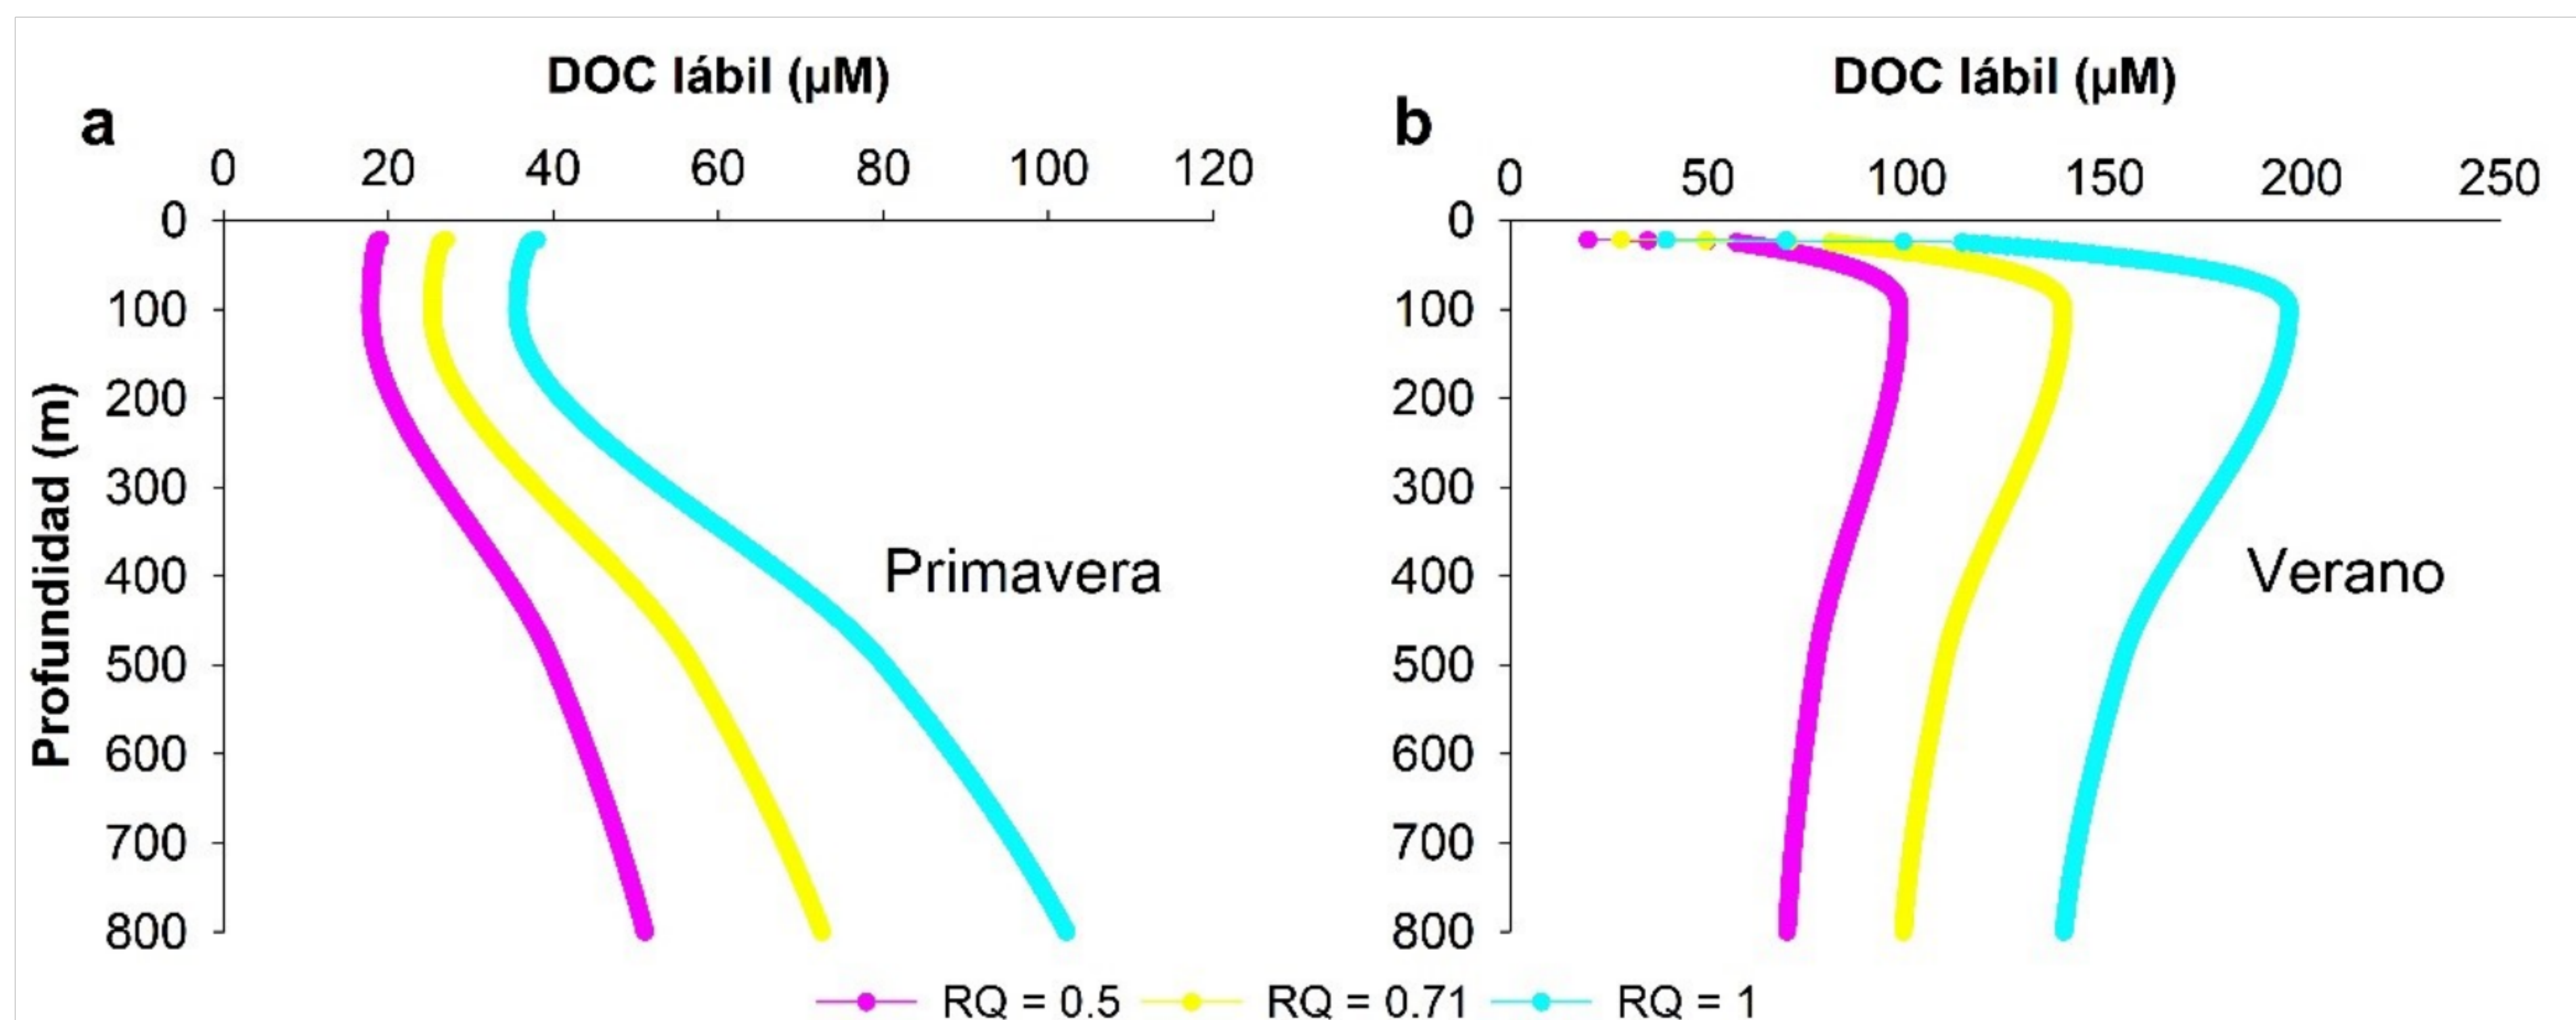 a
DOC lábil (µM)
0 20 40 60 80 100 120
Profundidad (m)
0
100
200
300
400
500
600
700
800
Primavera
b
DOC lábil (µM)
0 50 100 150 200 250
0
100
200
300
400
500
600
700
800
Verano
RQ = 0.5 RQ = 0.71 RQ = 1